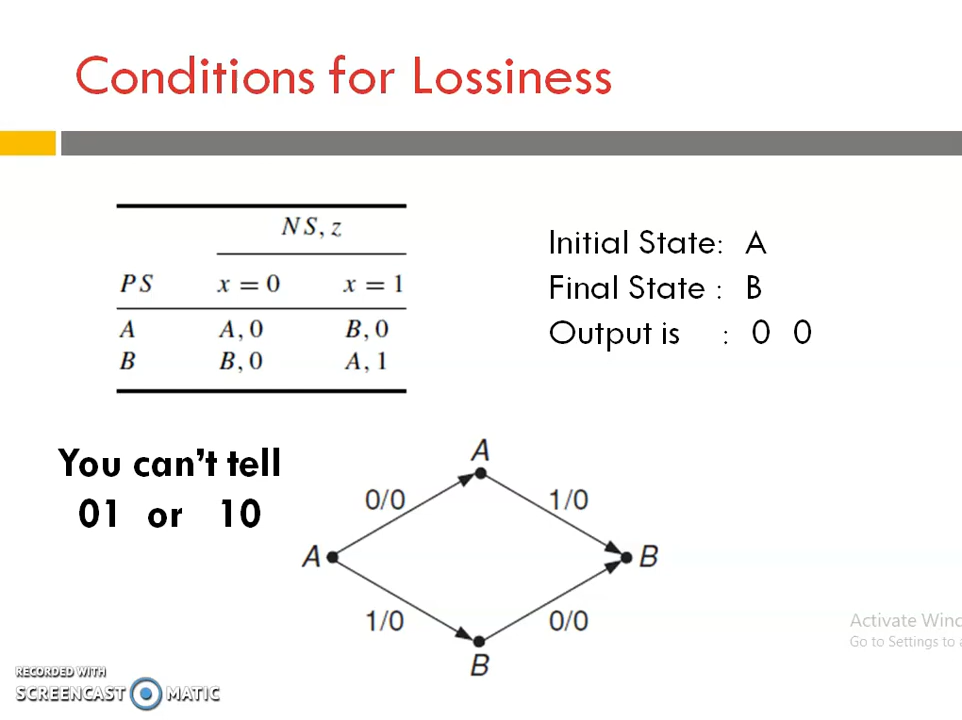 Conditions for Lossiness
NS, z
PS x = 0 x = 1
A A, 0 B, 0
B B, 0 A, 1
Initial State: A
Final State : B
Output is : 0 0
You can't tell
01 or 10
A
0/0 1/0
A B
1/0 0/0
B
Activate Winc
Go to Settings to a
RECORDED WITH
SCREENCAST MATIC